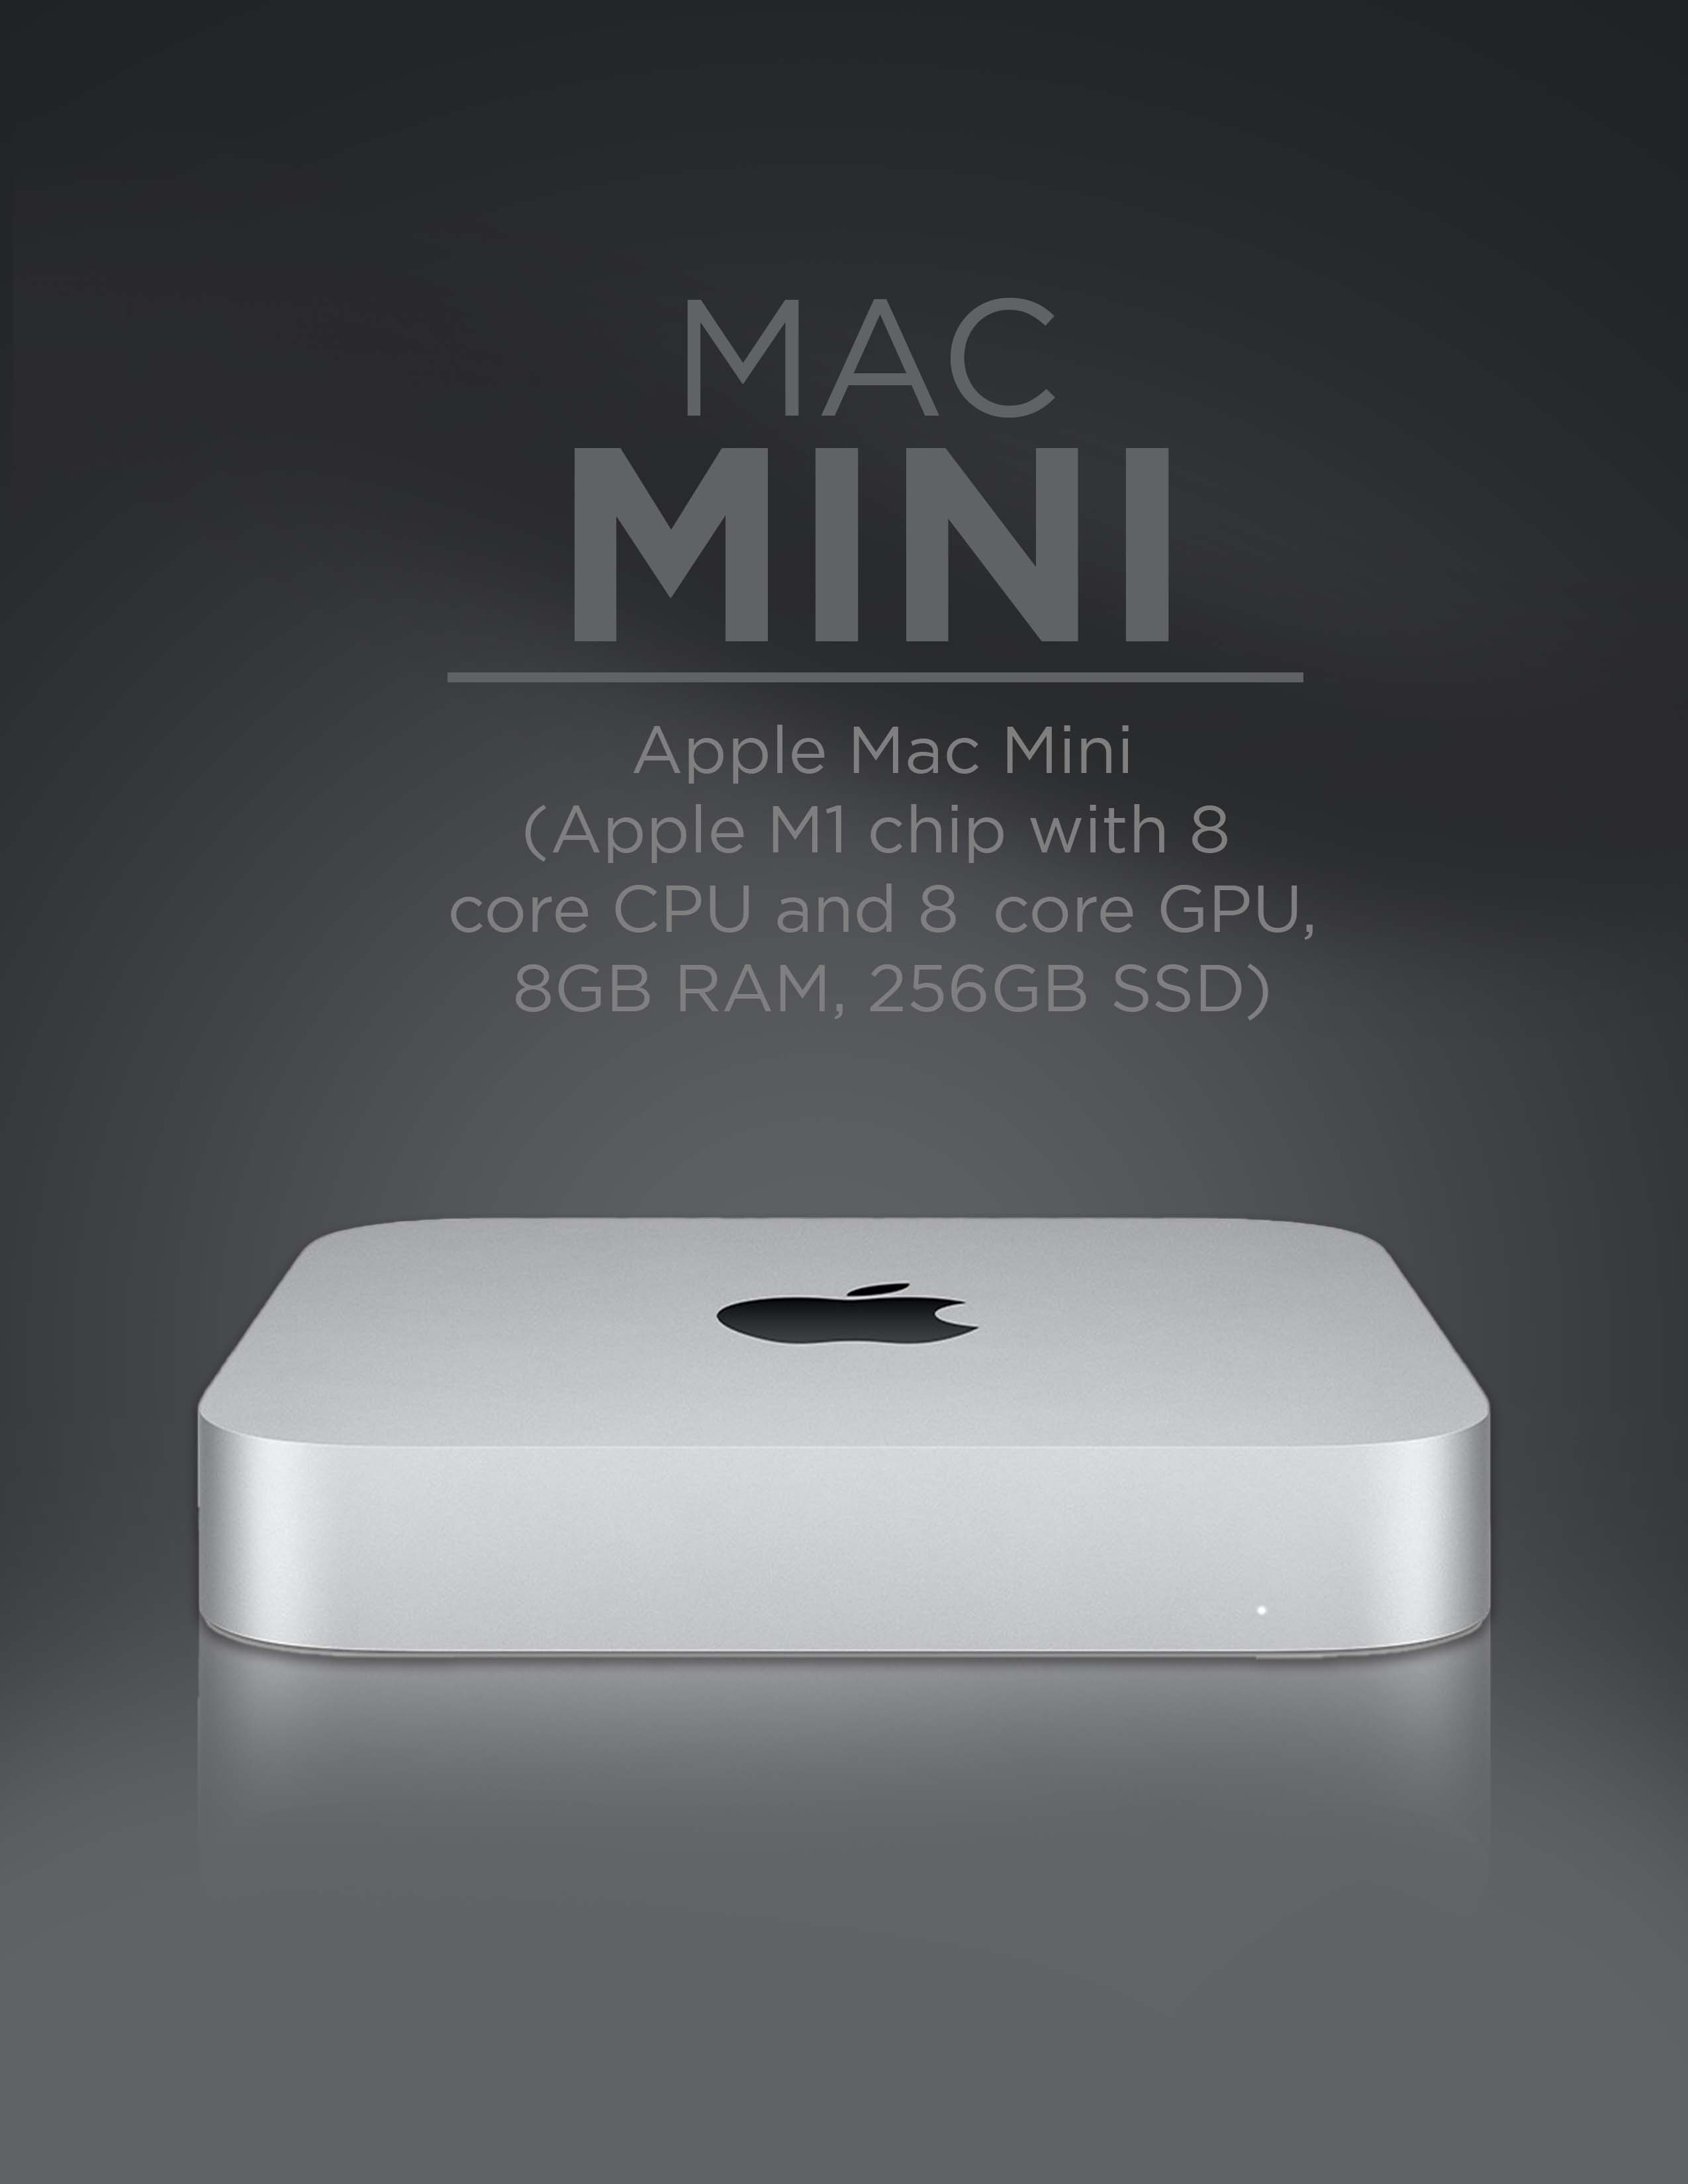 MAC
MINI
Apple Mac Mini
(Apple M1 chip with 8
core CPU and 8 core GPU,
8GB RAM, 256GB SSD)